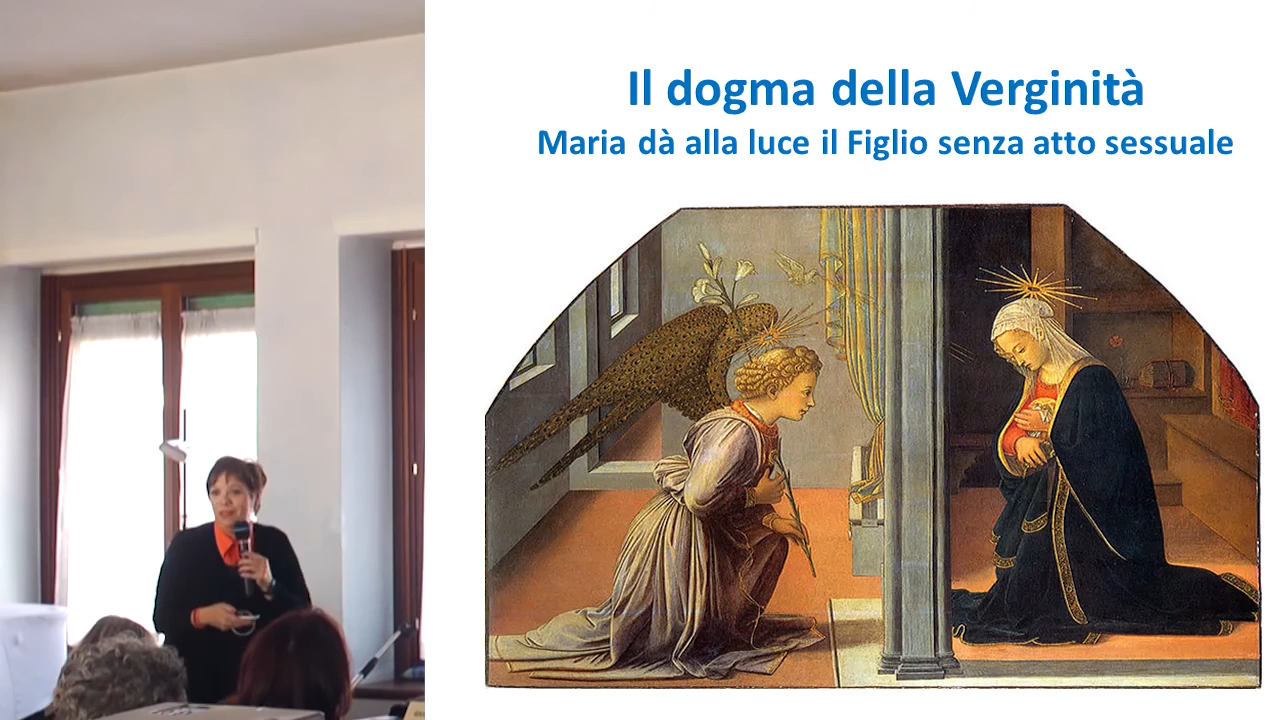 Il dogma della Verginità
Maria dà alla luce il Figlio senza atto sessuale